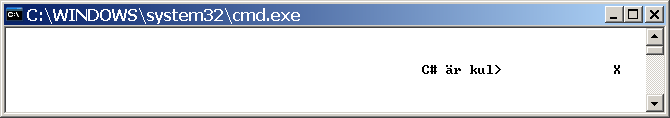 C:\WINDOWS\system32\cmd.exe
C# är kul> X